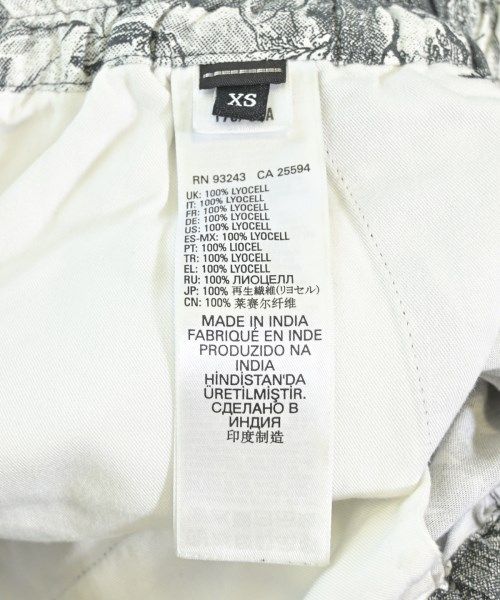 XS
RN 93243 CA 25594
UK: 100% LYOCELL
IT: 100% LYOCELL
FR: 100% LYOCELL
DE: 100% LYOCELL
US: 100% LYOCELL
ES-MX: 100% LYOCELL
PT: 100% LIOCEL
TR: 100% LYOCELL
EL: 100% LYOCELL
RU: 100% ЛИОЦЕЛЛ
JP: 100% 再生繊維(リヨセル)
CN: 100% 莱赛尔纤维
MADE IN INDIA
FABRIQUÉ EN INDE
PRODUZIDO NA
INDIA
HİNDİSTAN'DA
ÜRETİLMİŞTİR.
СДЕЛАНО В
ИНДИЯ
印度制造